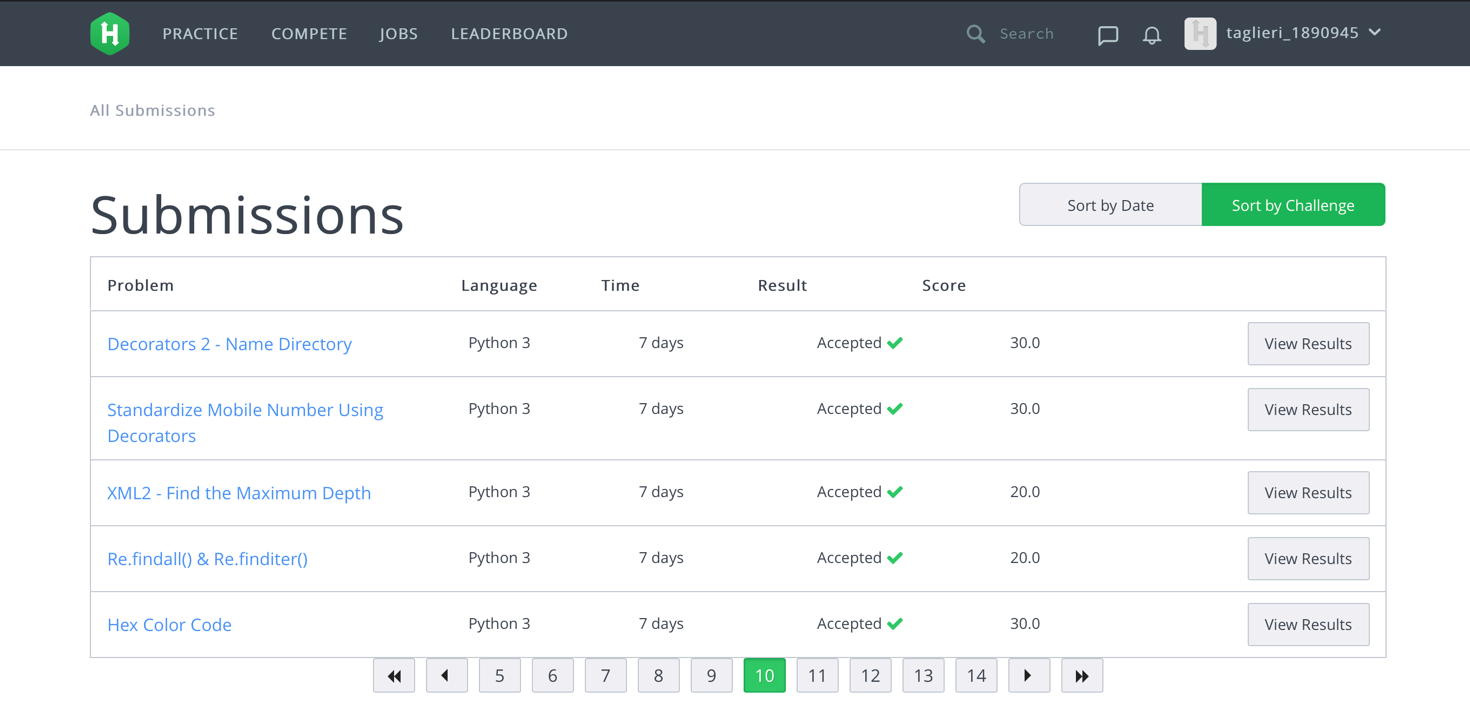 H PRACTICE COMPETE JOBS LEADERBOARD Search H taglieri_1890945
All Submissions
Submissions
Sort by Date Sort by Challenge
Problem Language Time Result Score
Decorators 2 - Name Directory Python 3 7 days Accepted 30.0 View Results
Standardize Mobile Number Using Python 3 7 days Accepted 30.0 View Results
Decorators
XML2 - Find the Maximum Depth Python 3 7 days Accepted 20.0 View Results
Re.findall() & Re.finditer() Python 3 7 days Accepted 20.0 View Results
Hex Color Code Python 3 7 days Accepted 30.0 View Results
5 6 7 8 9 10 11 12 13 14